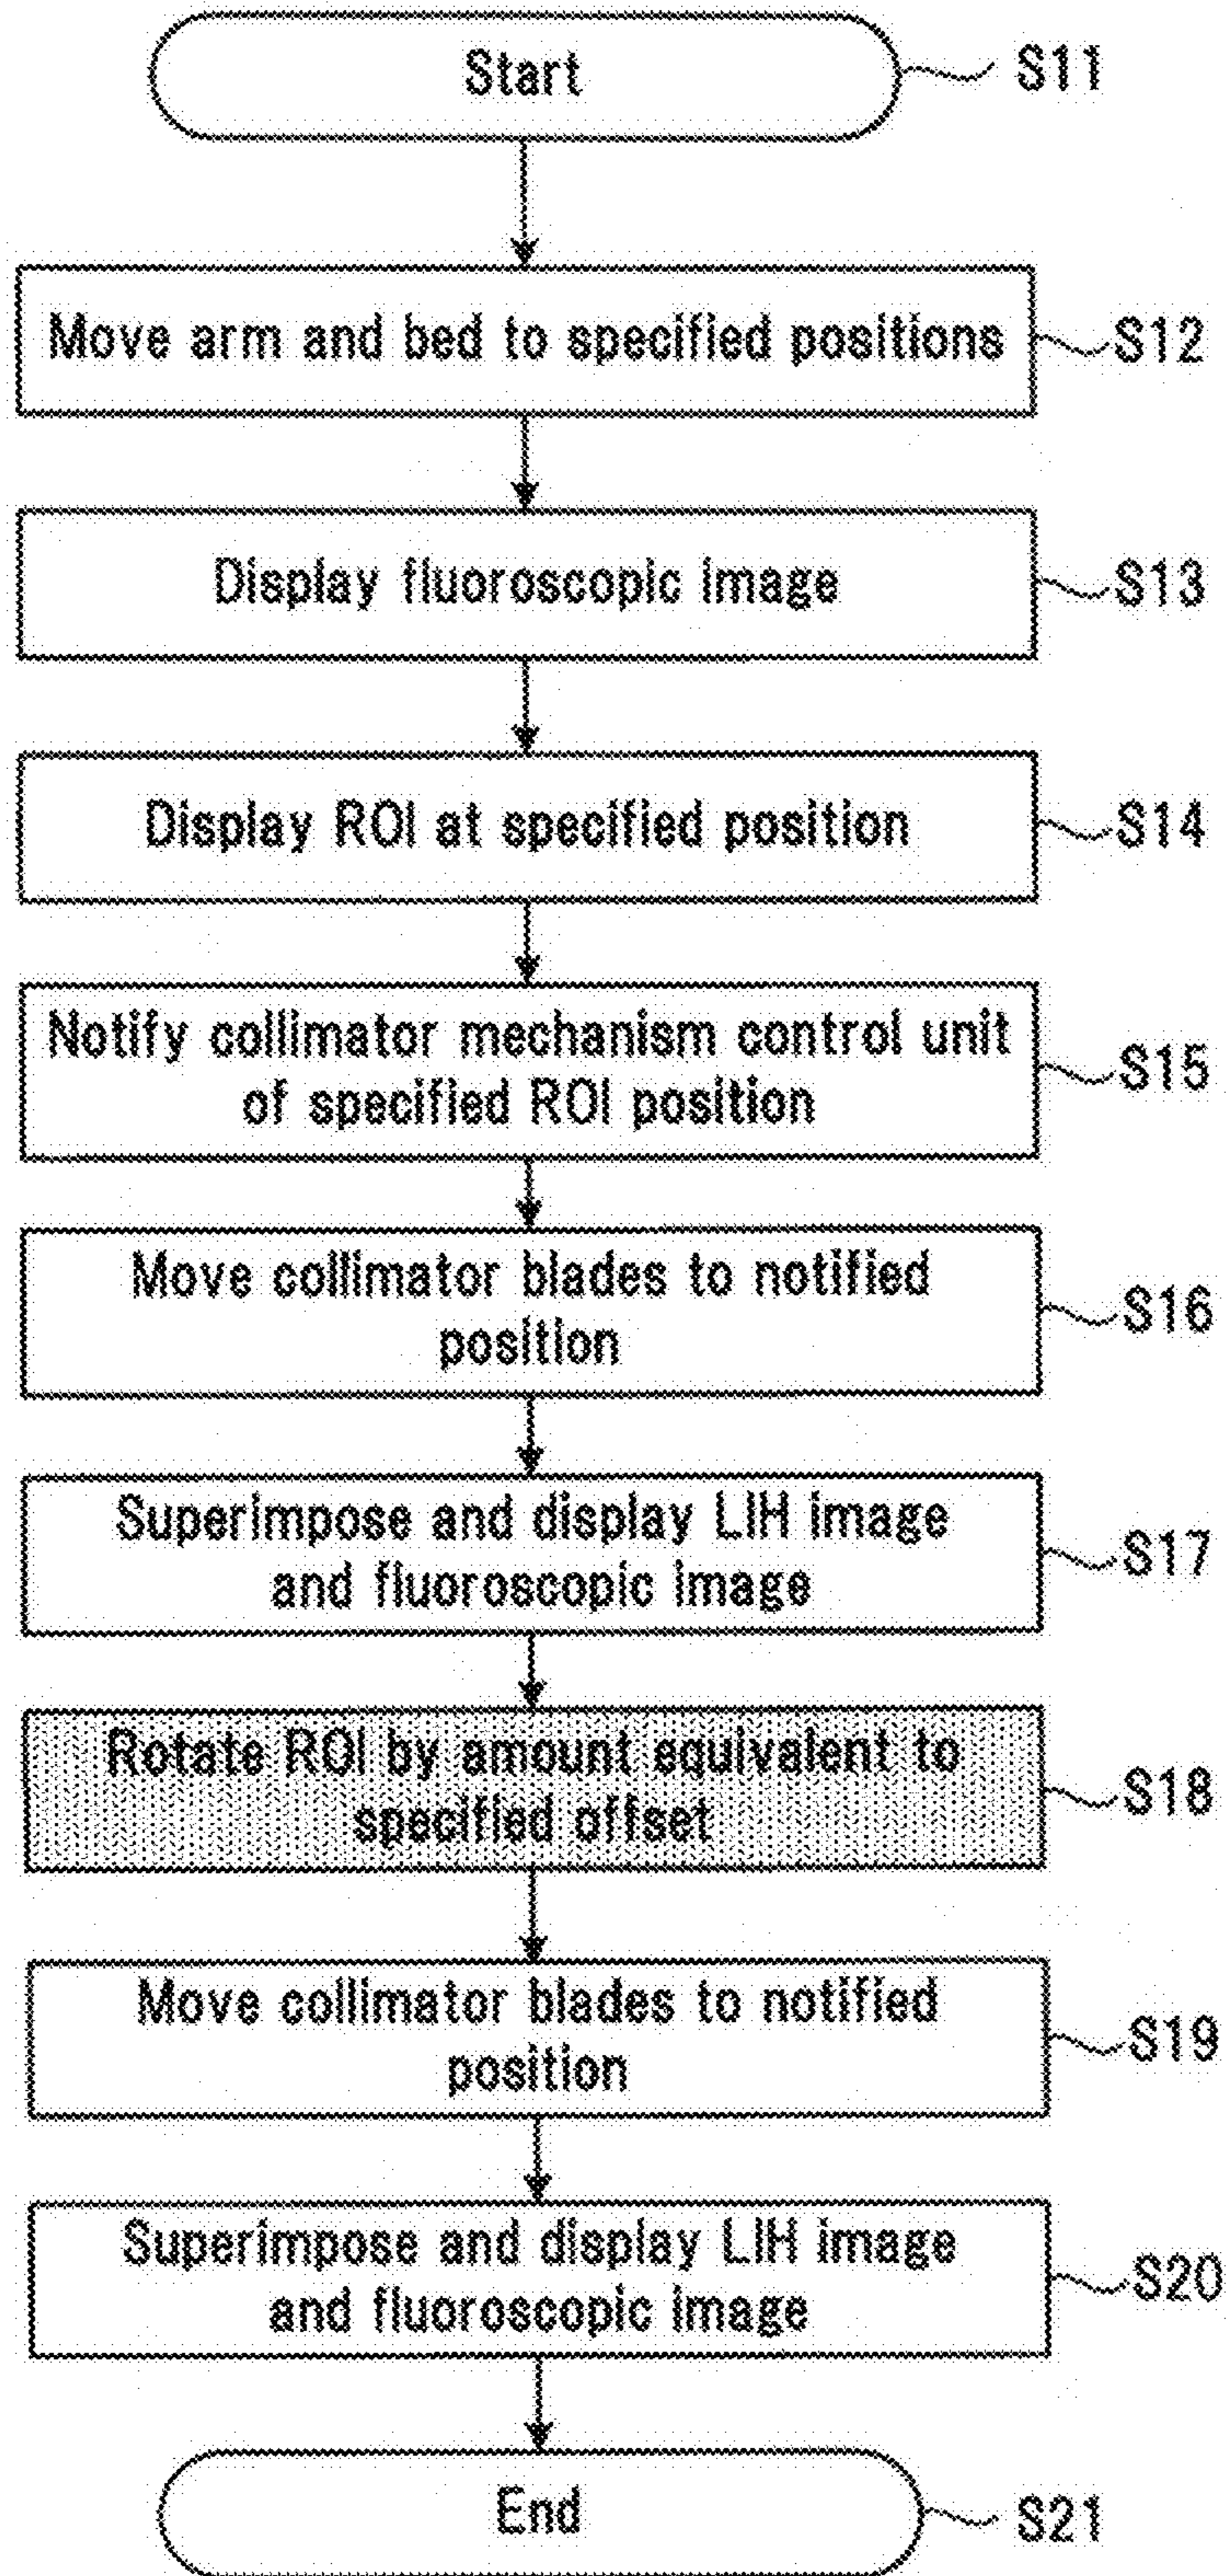 Start
S11
Move arm and bed to specified positions
S12
Display fluoroscopic image
S13
Display ROI at specified position
S14
Notify collimator mechanism control unit
of specified ROI position
S15
Move collimator blades to notified
position
S16
Superimpose and display LIH image
and fluoroscopic image
S17
Rotate ROI by amount equivalent to
specified offset
S18
Move collimator blades to notified
position
S19
Superimpose and display LIH image
and fluoroscopic image
S20
End
S21